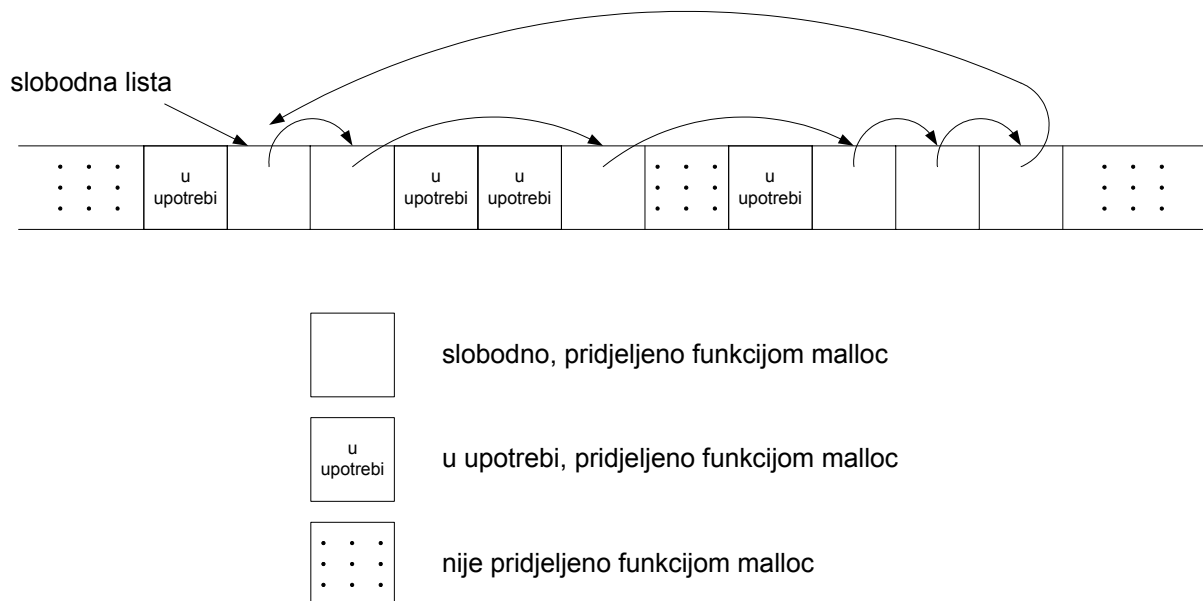 slobodna lista
u
upotrebi
u
upotrebi
u
upotrebi
u
upotrebi
slobodno, pridjeljeno funkcijom malloc
u
upotrebi
u upotrebi, pridjeljeno funkcijom malloc
nije pridjeljeno funkcijom malloc